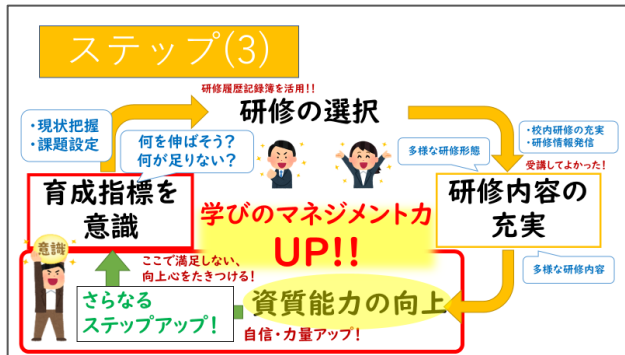 ステップ(3)
研修履歴記録簿を活用!!
研修の選択
・現状把握
・課題設定
何を伸ばそう?
何が足りない?
・校内研修の充実
・研修情報発信
多様な研修形態
受講してよかった!
育成指標を
意識
学びのマネジメント力
UP!!
研修内容の
充実
意識
ここで満足しない、
向上心をたきつける!
多様な研修内容
さらなる
ステップアップ!
資質能力の向上
自信・力量アップ!